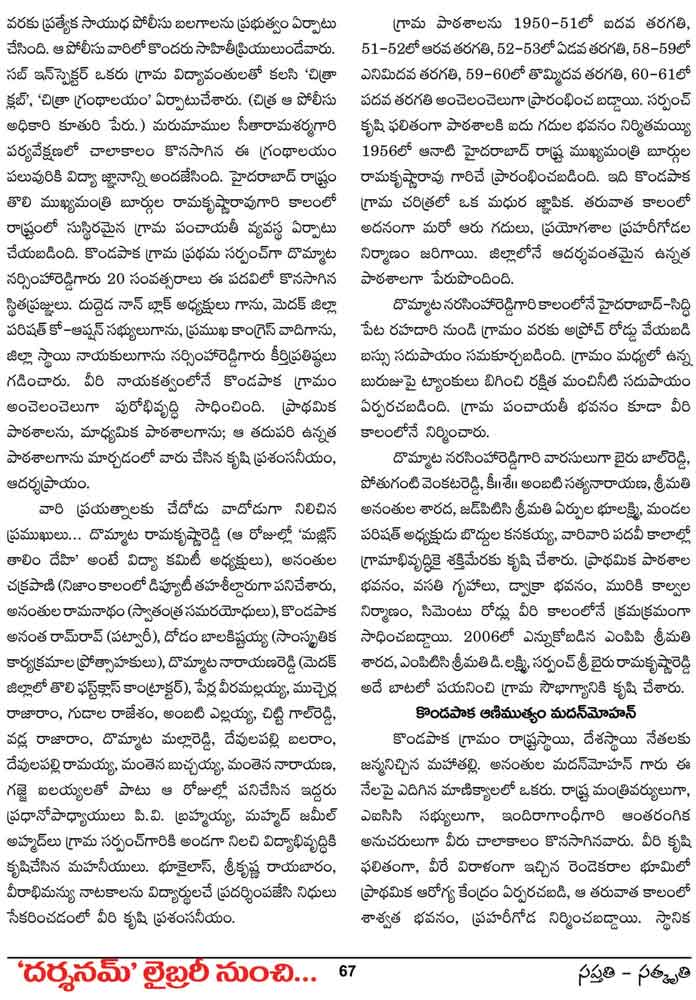 వరకు ప్రత్యేక సాయుధ పోలీసు బలగాలను ప్రభుత్వం ఏర్పాటు
చేసింది. ఆ పోలీసు వారిలో కొందరు సాహితీప్రియులుండేవారు.
సబ్ ఇన్‌స్పెక్టర్ ఒకరు గ్రామ విద్యావంతులతో కలసి ‘చిత్రా
క్లబ్’, ‘చిత్రా గ్రంథాలయం’ ఏర్పాటుచేశారు. (చిత్ర ఆ పోలీసు
అధికారి కూతురి పేరు.) మరుమాముల సీతారామశర్మగారి
పర్యవేక్షణలో చాలాకాలం కొనసాగిన ఈ గ్రంథాలయం
పలువురికి విద్యా జ్ఞానాన్ని అందజేసింది. హైదరాబాద్ రాష్ట్రం
తొలి ముఖ్యమంత్రి బూర్గుల రామకృష్ణారావుగారి కాలంలో
రాష్ట్రంలో సుస్థిరమైన గ్రామ పంచాయతీ వ్యవస్థ ఏర్పాటు
చేయబడింది. కొండపాక గ్రామ ప్రథమ సర్పంచ్‌గా దొమ్మాట
నర్సింహారెడ్డిగారు 20 సంవత్సరాలు ఈ పదవిలో కొనసాగిన
స్థితప్రజ్ఞులు. దుద్దెడ నాన్ బ్లాక్ అధ్యక్షులు గాను, మెదక్ జిల్లా
పరిషత్ కో-ఆప్షన్ సభ్యులుగాను, ప్రముఖ కాంగ్రెస్ వాదిగాను,
జిల్లా స్థాయి నాయకులుగాను నర్సింహారెడ్డిగారు కీర్తిప్రతిష్ఠలు
గడించారు. వీరి నాయకత్వంలోనే కొండపాక గ్రామం
అంచెలంచెలుగా పురోభివృద్ధి సాధించింది. ప్రాథమిక
పాఠశాలను, మాధ్యమిక పాఠశాలగాను; ఆ తదుపరి ఉన్నత
పాఠశాలగాను మార్చడంలో వారు చేసిన కృషి ప్రశంసనీయం,
ఆదర్శప్రాయం.
వారి ప్రయత్నాలకు చేదోడు వాదోడుగా నిలిచిన
ప్రముఖులు... దొమ్మాట రామకృష్ణారెడ్డి (ఆ రోజుల్లో ‘మజ్లిస్
తాలిం దేహి’ అంటే విద్యా కమిటీ అధ్యక్షులు), అనంతుల
చక్రపాణి (నిజాం కాలంలో డిప్యూటీ తహశీల్దారుగా పనిచేశారు,
అనంతుల రామనాథం (స్వాతంత్ర సమరయోధులు), కొండపాక
అనంత రామ్‌రావ్ (పట్వారీ), దోడం బాలకిష్టయ్య (సాంస్కృతిక
కార్యక్రమాల ప్రోత్సాహకులు), దొమ్మాట నారాయణరెడ్డి (మెదక్
జిల్లాలో తొలి ఫస్ట్‌క్లాస్ కాంట్రాక్టర్), పేర్ల వీరమల్లయ్య, ముచ్చెర్ల
రాజారాం, గుడాల రాజేశం, అంబటి ఎల్లయ్య, చిట్టి గాల్‌రెడ్డి,
వడ్ల రాజారాం, దొమ్మాట మల్లారెడ్డి, దేవులపల్లి బలరాం,
దేవులపల్లి రామయ్య, మంతెన బుచ్చయ్య, మంతెన నారాయణ,
గజ్జె ఐలయ్యలతో పాటు ఆ రోజుల్లో పనిచేసిన ఇద్దరు
ప్రధానోపాధ్యాయులు పి.వి. బ్రహ్మయ్య, మహ్మద్ జమీల్
అహ్మద్‌లు గ్రామ సర్పంచ్‌గారికి అండగా నిలచి విద్యాభివృద్ధికి
కృషిచేసిన మహనీయులు. భూకైలాస్, శ్రీకృష్ణ రాయబారం,
వీరాభిమన్యు నాటకాలను విద్యార్థులచే ప్రదర్శింపజేసి నిధులు
సేకరించడంలో వీరి కృషి ప్రశంసనీయం.
గ్రామ పాఠశాలను 1950-51లో ఐదవ తరగతి,
51-52లో ఆరవ తరగతి, 52-53లో ఏడవ తరగతి, 58-59లో
ఎనిమిదవ తరగతి, 59-60లో తొమ్మిదవ తరగతి, 60-61లో
పదవ తరగతి అంచెలంచెలుగా ప్రారంభించ బడ్డాయి. సర్పంచ్
కృషి ఫలితంగా పాఠశాలకి ఐదు గదుల భవనం నిర్మితమయ్యి
1956లో ఆనాటి హైదరాబాద్ రాష్ట్ర ముఖ్యమంత్రి బూర్గుల
రామకృష్ణారావు గారిచే ప్రారంభించబడింది. ఇది కొండపాక
గ్రామ చరిత్రలో ఒక మధుర జ్ఞాపిక. తరువాత కాలంలో
అదనంగా మరో ఆరు గదులు, ప్రయోగశాల ప్రహరీగోడల
నిర్మాణం జరిగాయి. జిల్లాలోనే ఆదర్శవంతమైన ఉన్నత
పాఠశాలగా పేరుపొందింది.
దొమ్మాట నరసింహారెడ్డిగారి కాలంలోనే హైదరాబాద్-సిద్ధి
పేట రహదారి నుండి గ్రామం వరకు అప్రోచ్ రోడ్డు వేయబడి
బస్సు సదుపాయం సమకూర్చబడింది. గ్రామం మధ్యలో ఉన్న
బురుజుపై ట్యాంకులు బిగించి రక్షిత మంచినీటి సదుపాయం
ఏర్పరచబడింది. గ్రామ పంచాయతీ భవనం కూడా వీరి
కాలంలోనే నిర్మించారు.
దొమ్మాట నరసింహారెడ్డిగారి వారసులుగా బైరు బాల్‌రెడ్డి,
పోతుగంటి వెంకటరెడ్డి, కీ॥శే॥ అంబటి సత్యనారాయణ, శ్రీమతి
అనంతుల శారద, జడ్‌పిటిసి శ్రీమతి ఏర్పుల భూలక్ష్మి, మండల
పరిషత్ అధ్యక్షుడు బొద్దుల కనకయ్య, వారివారి పదవీ కాలాల్లో
గ్రామాభివృద్ధికై శక్తిమేరకు కృషి చేశారు. ప్రాథమిక పాఠశాల
భవనం, వసతి గృహాలు, ద్వాక్రా భవనం, మురికి కాల్వల
నిర్మాణం, సిమెంటు రోడ్లు వీరి కాలంలోనే క్రమక్రమంగా
సాధించబడ్డాయి. 2006లో ఎన్నుకోబడిన ఎంపిపి శ్రీమతి
శారద, ఎంపిటిసి శ్రీమతి డి.లక్ష్మి, సర్పంచ్ శ్రీ బైరు రామకృష్ణారెడ్డి
అదే బాటలో పయనించి గ్రామ సౌభాగ్యానికి కృషి చేశారు.
కొండపాక ఆణిముత్యం మదన్‌మోహన్
కొండపాక గ్రామం రాష్ట్రస్థాయి, దేశస్థాయి నేతలకు
జన్మనిచ్చిన మహాతల్లి. అనంతుల మదన్‌మోహన్ గారు ఈ
నేలపై ఎదిగిన మాణిక్యాలలో ఒకరు. రాష్ట్ర మంత్రివర్యులుగా,
ఎఐసిసి సభ్యులుగా, ఇందిరాగాంధీగారి ఆంతరంగిక
అనుచరులుగా వీరు చాలాకాలం కొనసాగినవారు. వీరి కృషి
ఫలితంగా, వీరే విరాళంగా ఇచ్చిన రెండెకరాల భూమిలో
ప్రాథమిక ఆరోగ్య కేంద్రం ఏర్పరచబడి, ఆ తరువాత కాలంలో
శాశ్వత భవనం, ప్రహరీగోడ నిర్మించబడ్డాయి. స్థానిక
‘దర్శనమ్’ లైబ్రరీ నుంచి...
67
సప్తతి - సత్కృతి